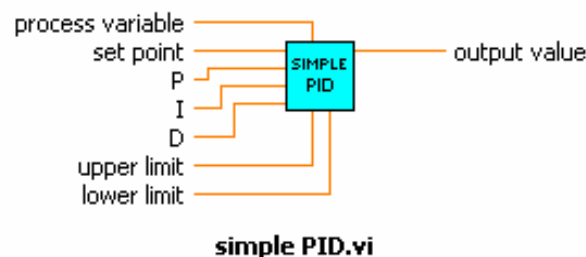 process variable
set point
P
I
D
upper limit
lower limit
SIMPLE
PID
output value
simple PID.vi